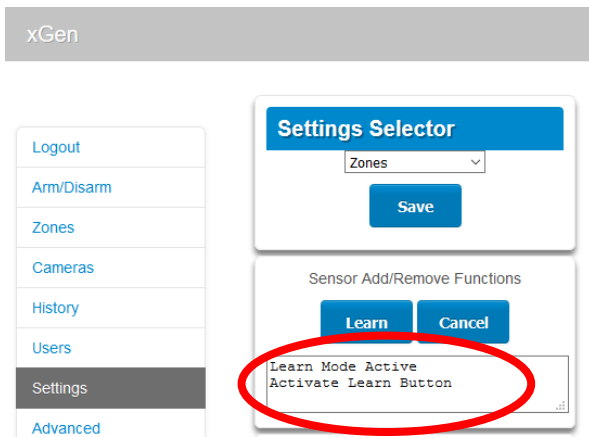 xGen
Logout
Arm/Disarm
Zones
Cameras
History
Users
Settings
Advanced
Settings Selector
Zones
Save
Sensor Add/Remove Functions
Learn Cancel
Learn Mode Active
Activate Learn Button